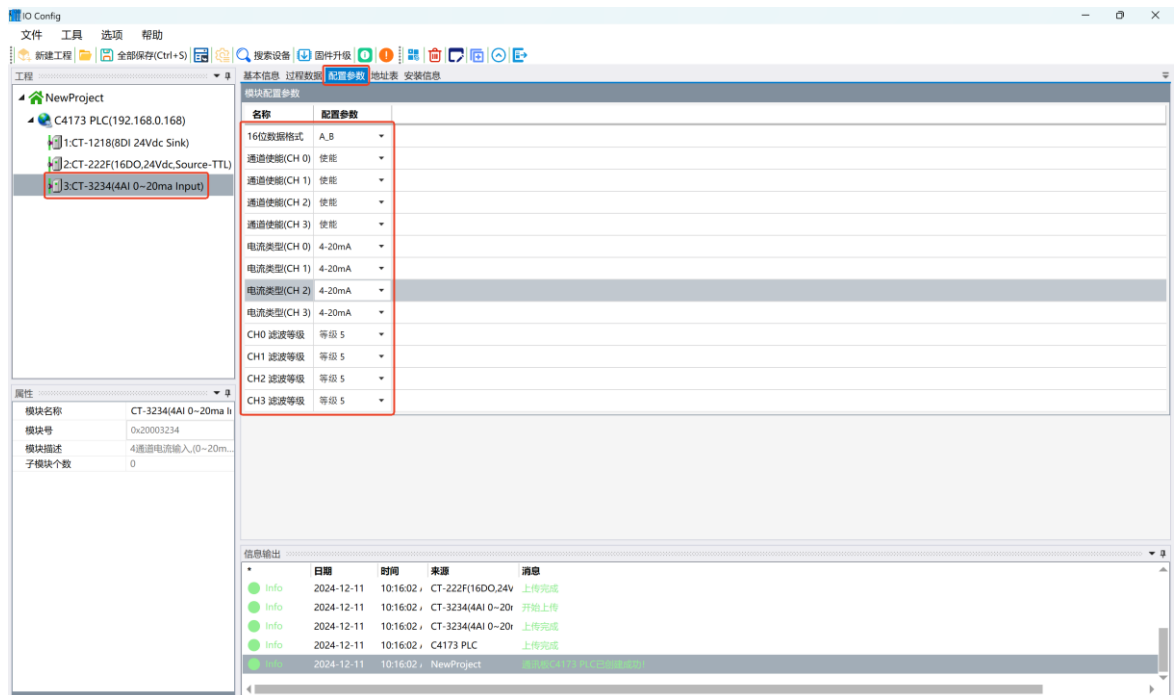 IO Config
文件 工具 选项 帮助
新建工程 全部保存(Ctrl+S) 搜索设备 固件升级
工程
NewProject
C4173 PLC(192.168.0.168)
1:CT-1218(8DI 24Vdc Sink)
2:CT-222F(16DO,24Vdc,Source-TTL)
3:CT-3234(4AI 0~20ma Input)
属性
模块名称 CT-3234(4AI 0~20ma
模块号 0x20003234
模块描述 4通道电流输入,(0~20m...
子模块个数 0
基本信息 过程数据 配置参数 地址表 安装信息
模块配置参数
名称 配置参数
16位数据格式 A_B
通道使能(CH 0) 使能
通道使能(CH 1) 使能
通道使能(CH 2) 使能
通道使能(CH 3) 使能
电流类型(CH 0) 4-20mA
电流类型(CH 1) 4-20mA
电流类型(CH 2) 4-20mA
电流类型(CH 3) 4-20mA
CH0 滤波等级 等级 5
CH1 滤波等级 等级 5
CH2 滤波等级 等级 5
CH3 滤波等级 等级 5
信息输出
* 日期 时间 来源 消息
Info 2024-12-11 10:16:02 CT-222F(16DO,24V 上传完成
Info 2024-12-11 10:16:02 CT-3234(4AI 0~20 开始上传
Info 2024-12-11 10:16:02 CT-3234(4AI 0~20 上传完成
Info 2024-12-11 10:16:02 C4173 PLC 上传完成
Info 2024-12-11 10:16:02 NewProject 通讯板C4173 PLC已创建成功!